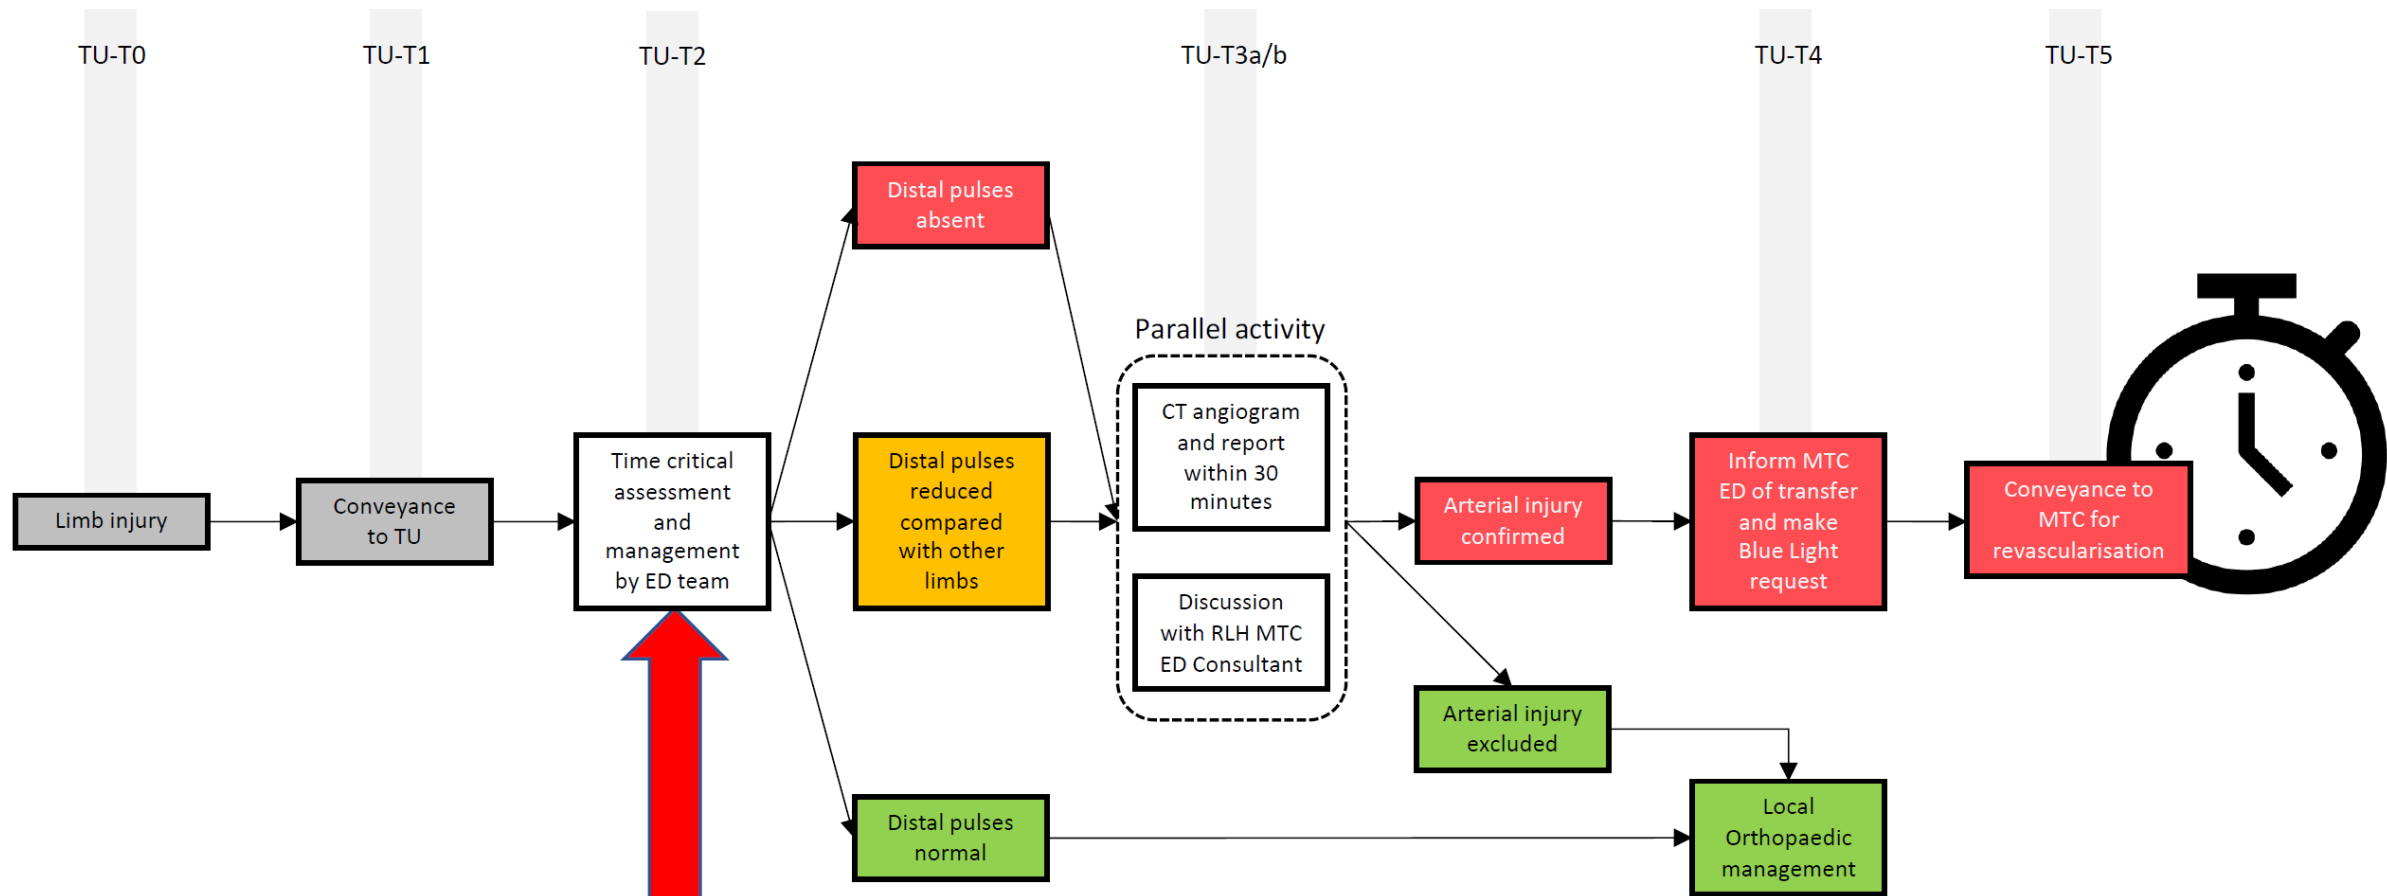 TU-T0
TU-T1
TU-T2
TU-T3a/b
TU-T4
TU-T5
Limb injury
Conveyance
to TU
Time critical
assessment
and
management
by ED team
Distal pulses
absent
Distal pulses
reduced
compared
with other
limbs
Distal pulses
normal
Parallel activity
CT angiogram
and report
within 30
minutes
Discussion
with RLH MTC
ED Consultant
Arterial injury
confirmed
Arterial injury
excluded
Inform MTC
ED of transfer
and make
Blue Light
request
Local
Orthopaedic
management
Conveyance to
MTC for
revascularisation